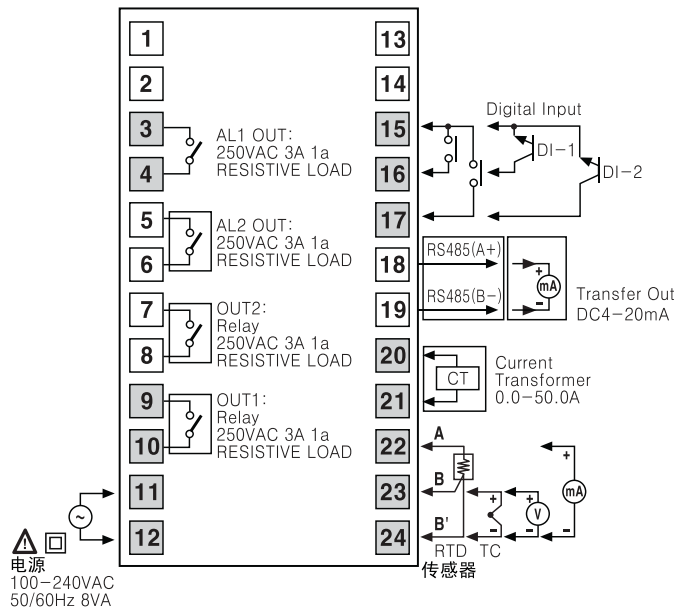 1
13
2
14
Digital Input
3
15
AL1 OUT:
250VAC 3A 1a
RESISTIVE LOAD
DI-1
4
16
DI-2
5
17
AL2 OUT:
250VAC 3A 1a
RESISTIVE LOAD
RS485(A+)
6
18
+
mA
-
Transfer Out
DC4-20mA
7
19
RS485(B-)
OUT2:
Relay
250VAC 3A 1a
RESISTIVE LOAD
8
20
CT
Current
Transformer
0.0-50.0A
9
21
OUT1:
Relay
250VAC 3A 1a
RESISTIVE LOAD
10
22
A
+
11
23
B
+
+
mA
~
V
12
24
B'
-
-
-
RTD
TC
传感器
电源
100-240VAC
50/60Hz 8VA